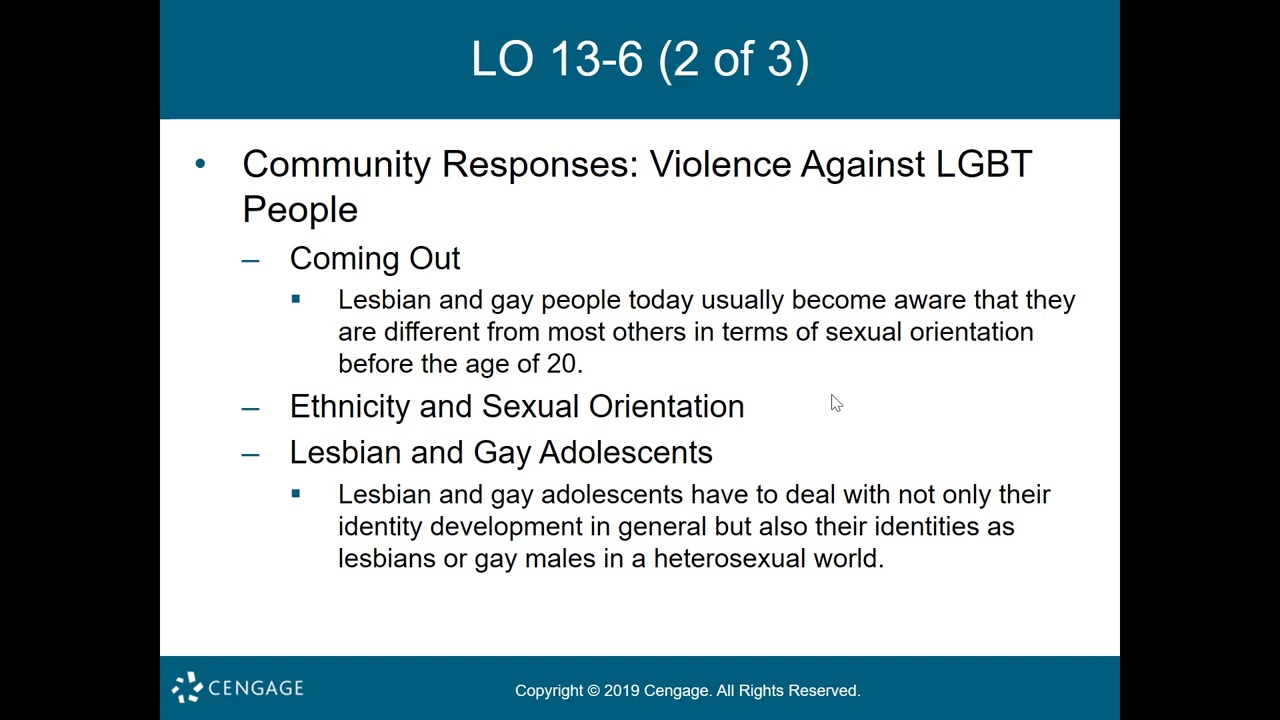 LO 13-6 (2 of 3)
• Community Responses: Violence Against LGBT
People
– Coming Out
▪ Lesbian and gay people today usually become aware that they
are different from most others in terms of sexual orientation
before the age of 20.
– Ethnicity and Sexual Orientation
– Lesbian and Gay Adolescents
▪ Lesbian and gay adolescents have to deal with not only their
identity development in general but also their identities as
lesbians or gay males in a heterosexual world.
CENGAGE
Copyright © 2019 Cengage. All Rights Reserved.